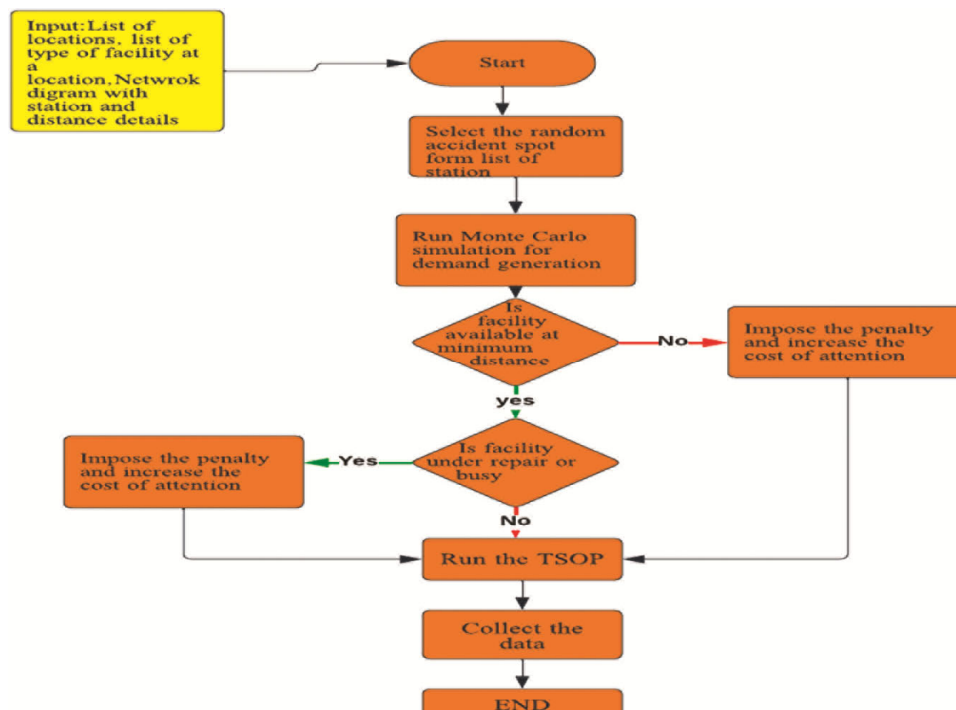 Input:List of
locations, list of
type of facility at
a
location,Netwrok
digram with
station and
distance details
Start
Select the random
accident spot
form list of
station
Run Monte Carlo
simulation for
demand generation
Is
facility
available at
minimum
distance
No
Impose the penalty
and increase the
cost of attention
yes
Is facility
under repair or
busy
Yes
Impose the penalty
and increase the
cost of attention
No
Run the TSOP
Collect the
data
END